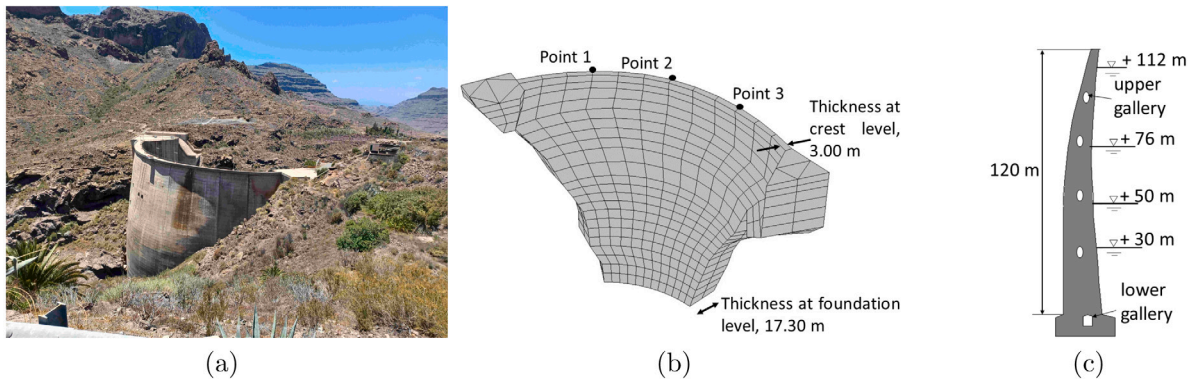 Point 1
Point 2
Point 3
Thickness at
crest level,
3.00 m
Thickness at foundation
level, 17.30 m
120 m
+ 112 m
upper
gallery
+ 76 m
+ 50 m
+ 30 m
lower
gallery
(a)
(b)
(c)